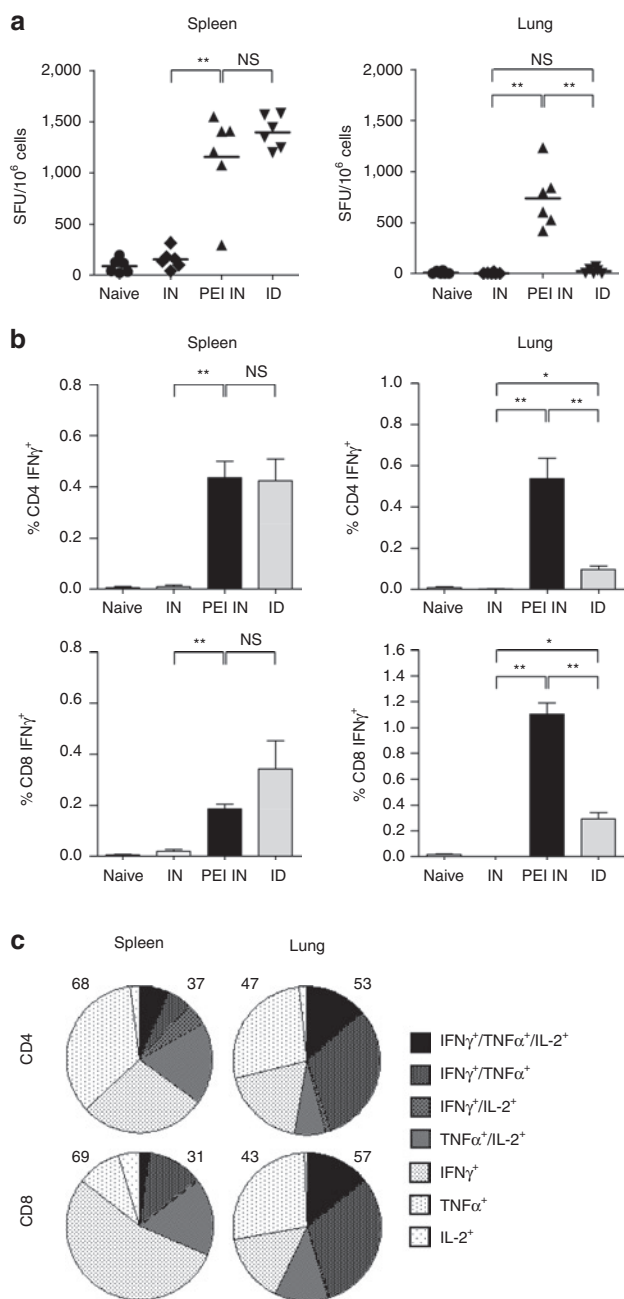 a
Spleen
Lung
** NS
NS
** **
2,000
1,500
1,000
500
0
SFU/10⁶ cells
Naive IN PEI IN ID
2,000
1,500
1,000
500
0
SFU/10⁶ cells
Naive IN PEI IN ID
b
Spleen
Lung
** NS
0.8
0.6
0.4
0.2
0.0
% CD4 IFNγ⁺
Naive IN PEI IN ID
*
** **
1.0
0.8
0.6
0.4
0.2
0.0
% CD4 IFNγ⁺
Naive IN PEI IN ID
** NS
0.8
0.6
0.4
0.2
0.0
% CD8 IFNγ⁺
Naive IN PEI IN ID
*
** **
1.6
1.4
1.2
1.0
0.8
0.6
0.4
0.2
0.0
% CD8 IFNγ⁺
Naive IN PEI IN ID
c
Spleen
Lung
CD4
68 37
47 53
CD8
69 31
43 57
IFNγ⁺/TNFα⁺/IL-2⁺
IFNγ⁺/TNFα⁺
IFNγ⁺/IL-2⁺
TNFα⁺/IL-2⁺
IFNγ⁺
TNFα⁺
IL-2⁺